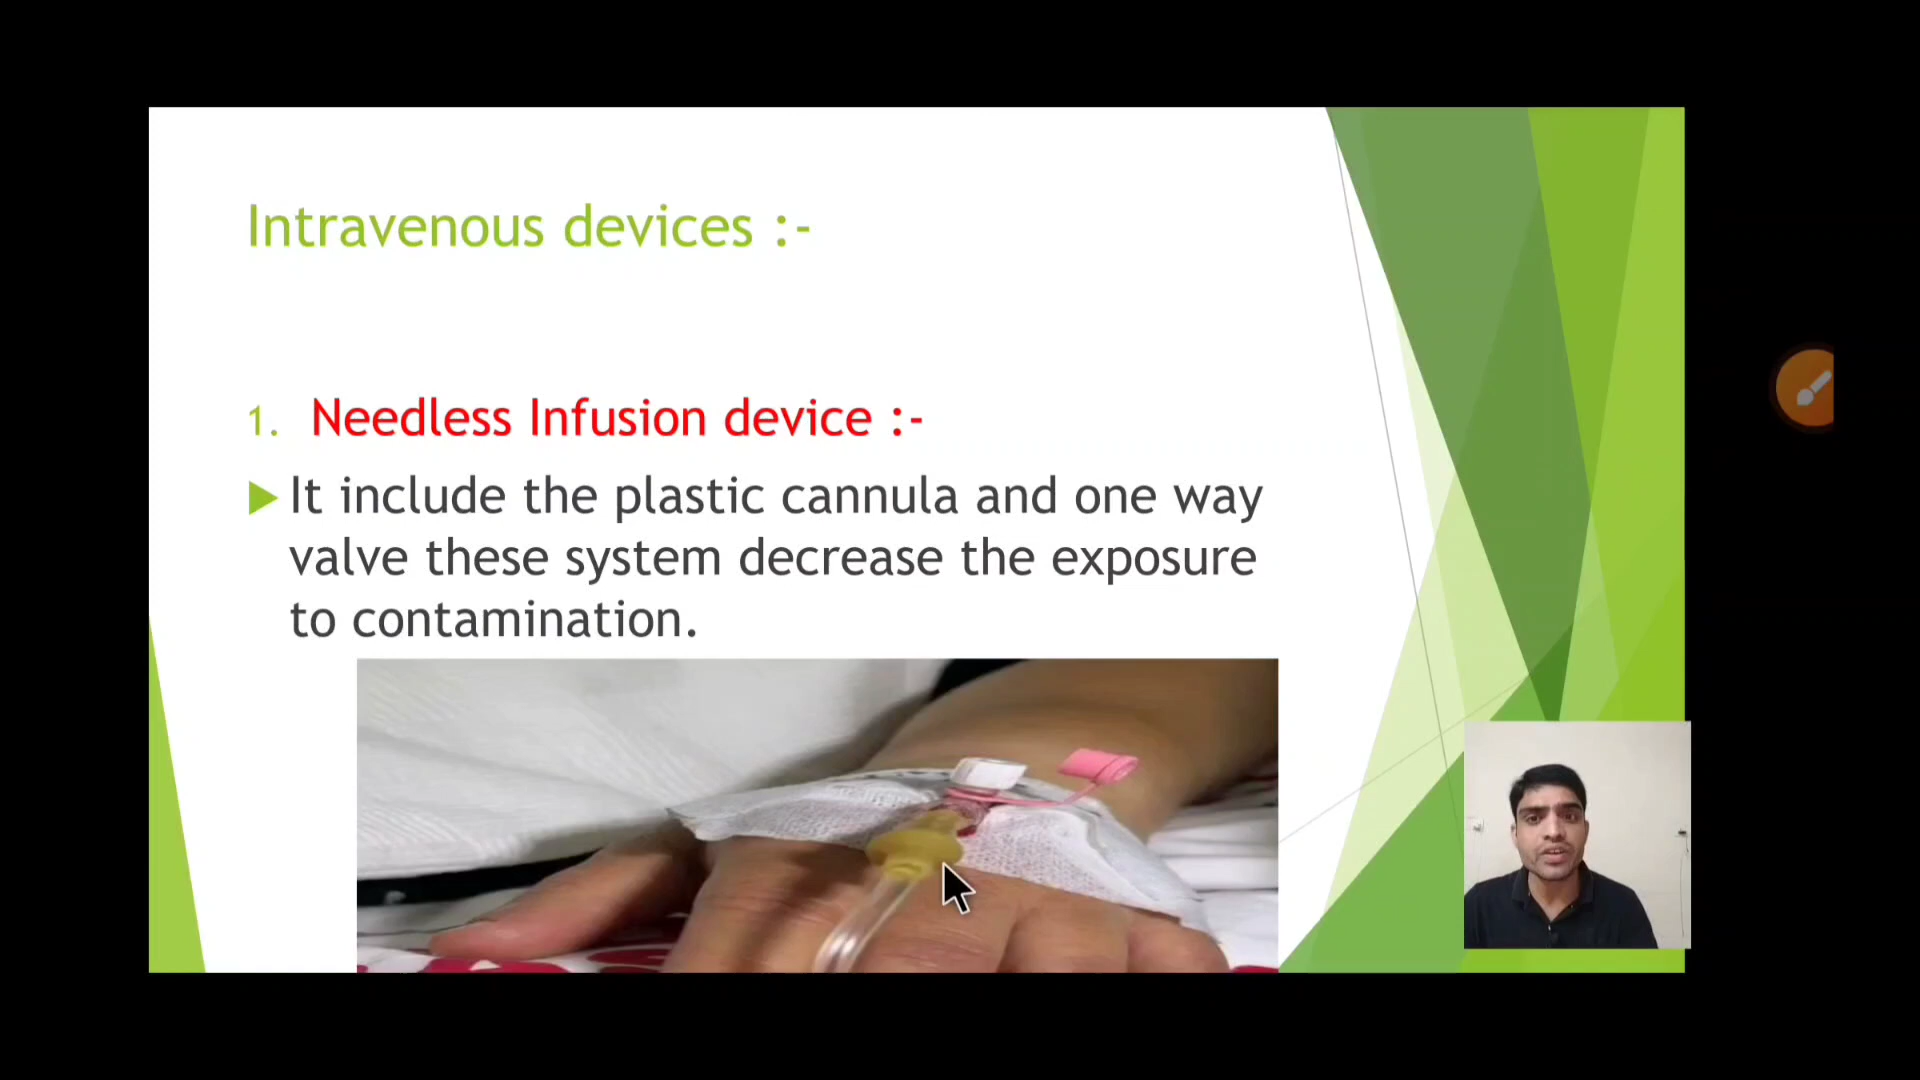 Intravenous devices :-
1. Needless Infusion device :-
It include the plastic cannula and one way
valve these system decrease the exposure
to contamination.